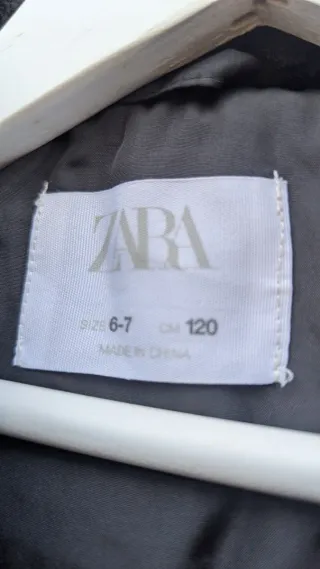 ZARA
SIZE 6-7 CM 120
MADE IN CHINA